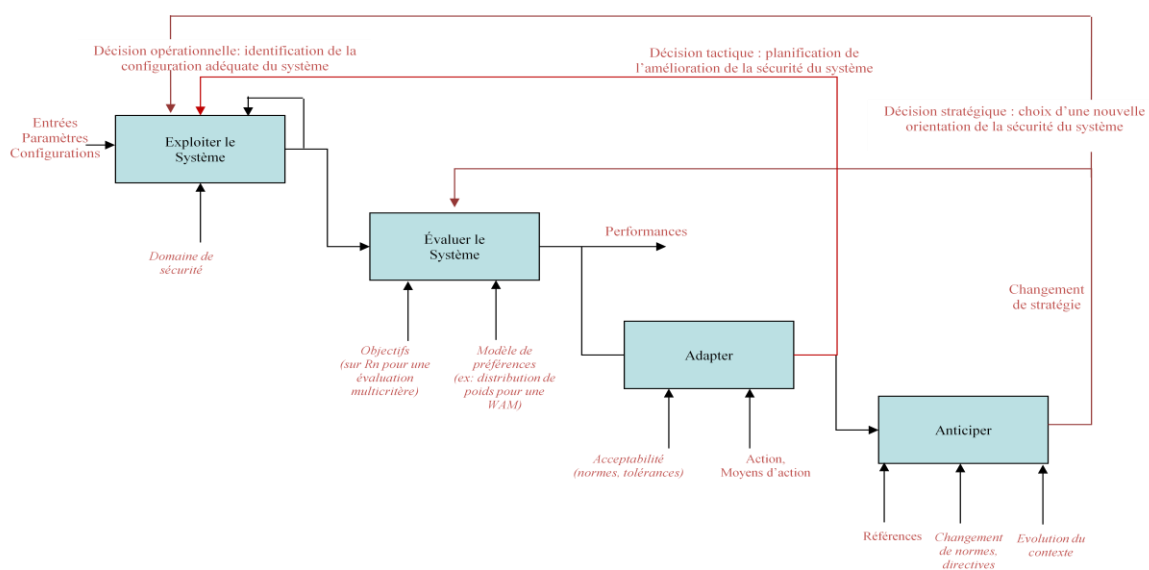 Décision opérationnelle: identification de la
configuration adéquate du système
Décision tactique : planification de
l'amélioration de la sécurité du système
Décision stratégique : choix d'une nouvelle
orientation de la sécurité du système
Entrées
Paramètres
Configurations
Exploiter le
Système
Domaine de
sécurité
Évaluer le
Système
Performances
Changement
de stratégie
Objectifs
(sur Rn pour une
évaluation
multicritère)
Modèle de
préférences
(ex: distribution de
poids pour une
WAM)
Adapter
Anticiper
Acceptabilité
(normes, tolérances)
Action,
Moyens d'action
Références
Changement
de normes,
directives
Evolution du
contexte